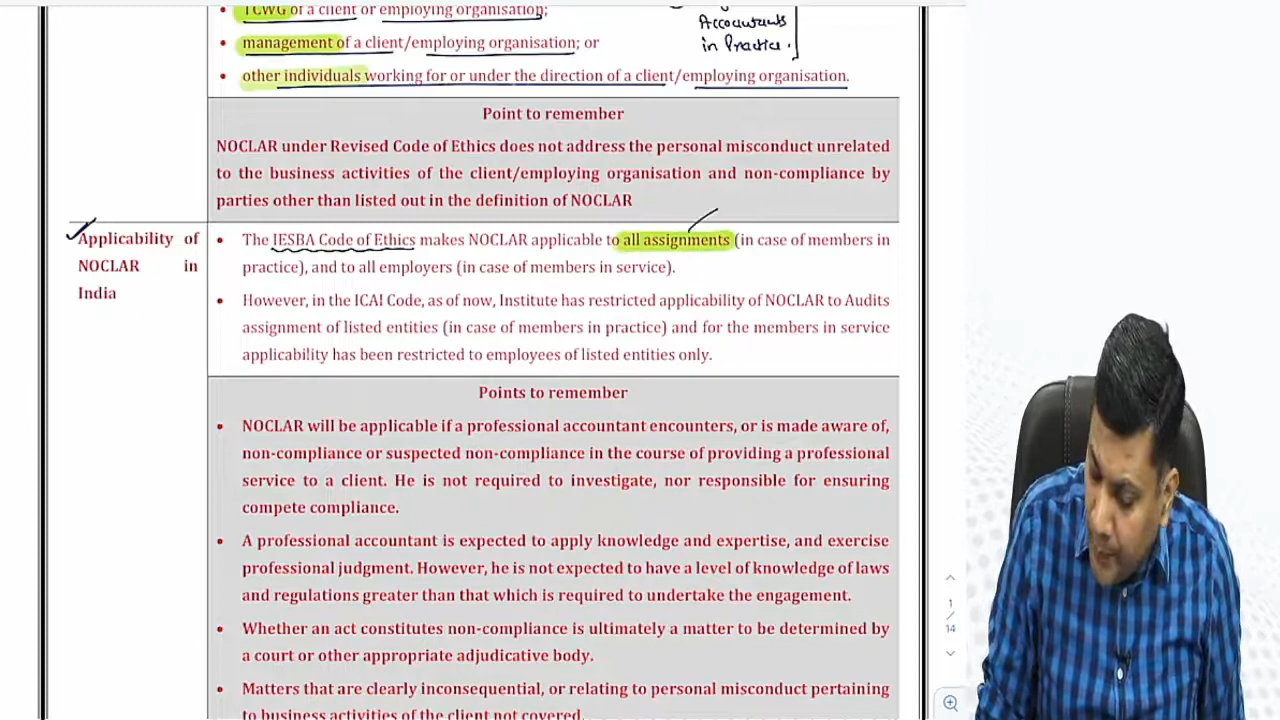 • TCWG of a client or employing organisation;
Accountants
• management of a client/employing organisation; or
in Practice.
• other individuals working for or under the direction of a client/employing organisation.
Point to remember
NOCLAR under Revised Code of Ethics does not address the personal misconduct unrelated
to the business activities of the client/employing organisation and non-compliance by
parties other than listed out in the definition of NOCLAR
Applicability of
NOCLAR in
India
• The IESBA Code of Ethics makes NOCLAR applicable to all assignments (in case of members in
practice), and to all employers (in case of members in service).
• However, in the ICAI Code, as of now, Institute has restricted applicability of NOCLAR to Audits
assignment of listed entities (in case of members in practice) and for the members in service
applicability has been restricted to employees of listed entities only.
Points to remember
• NOCLAR will be applicable if a professional accountant encounters, or is made aware of,
non-compliance or suspected non-compliance in the course of providing a professional
service to a client. He is not required to investigate, nor responsible for ensuring
compete compliance.
• A professional accountant is expected to apply knowledge and expertise, and exercise
professional judgment. However, he is not expected to have a level of knowledge of laws
and regulations greater than that which is required to undertake the engagement.
• Whether an act constitutes non-compliance is ultimately a matter to be determined by
a court or other appropriate adjudicative body.
• Matters that are clearly inconsequential, or relating to personal misconduct pertaining
to business activities of the client not covered.
1
/
14